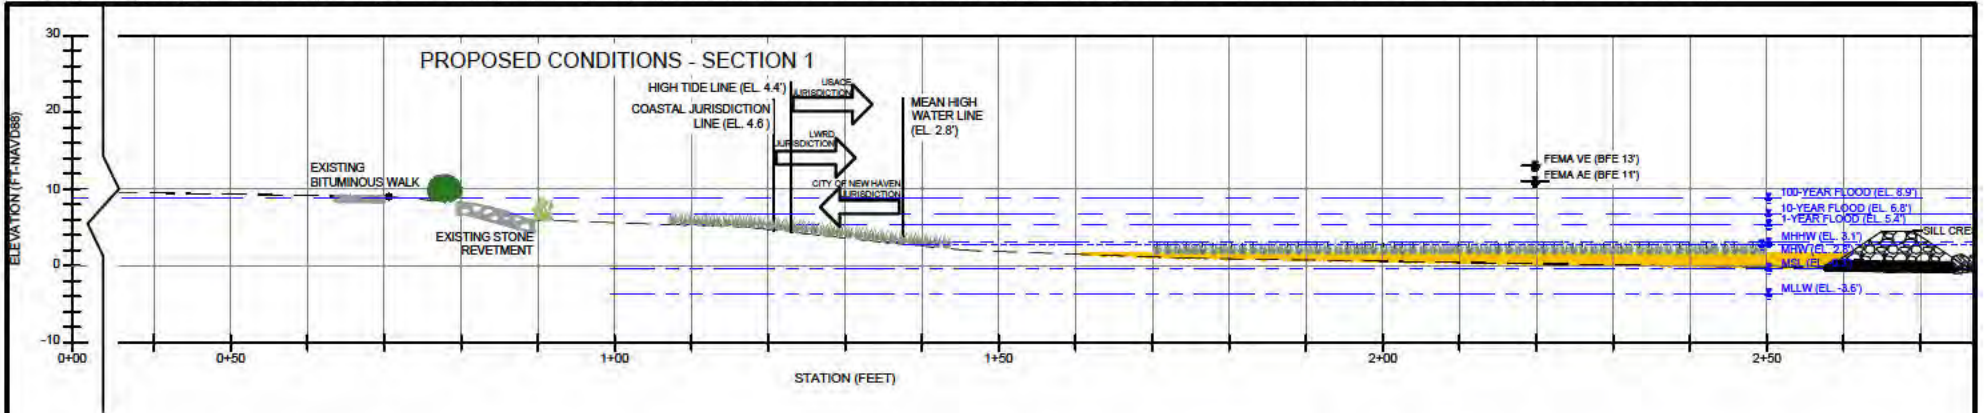 30
PROPOSED CONDITIONS - SECTION 1
HIGH TIDE LINE (EL. 4.4')
USACE
JURISDICTION
COASTAL JURISDICTION
LINE (EL. 4.6 )
MEAN HIGH
WATER LINE
(EL. 2.8')
20
ELEVATION (FT-NAVD88)
LWRD
JURISDICTION
EXISTING
BITUMINOUS WALK
CITY OF NEW HAVEN
JURISDICTION
FEMA VE (BFE 13')
FEMA AE (BFE 11')
10
100-YEAR FLOOD (EL. 8.9')
10-YEAR FLOOD (EL. 6.8')
1-YEAR FLOOD (EL. 5.4')
EXISTING STONE
REVETMENT
SILL CRES
MHHW (EL. 3.1')
MHW (EL. 2.8')
0
MSL (EL.
MLLW (EL. -3.6')
-10
0+00
0+50
1+00
1+50
2+00
2+50
STATION (FEET)